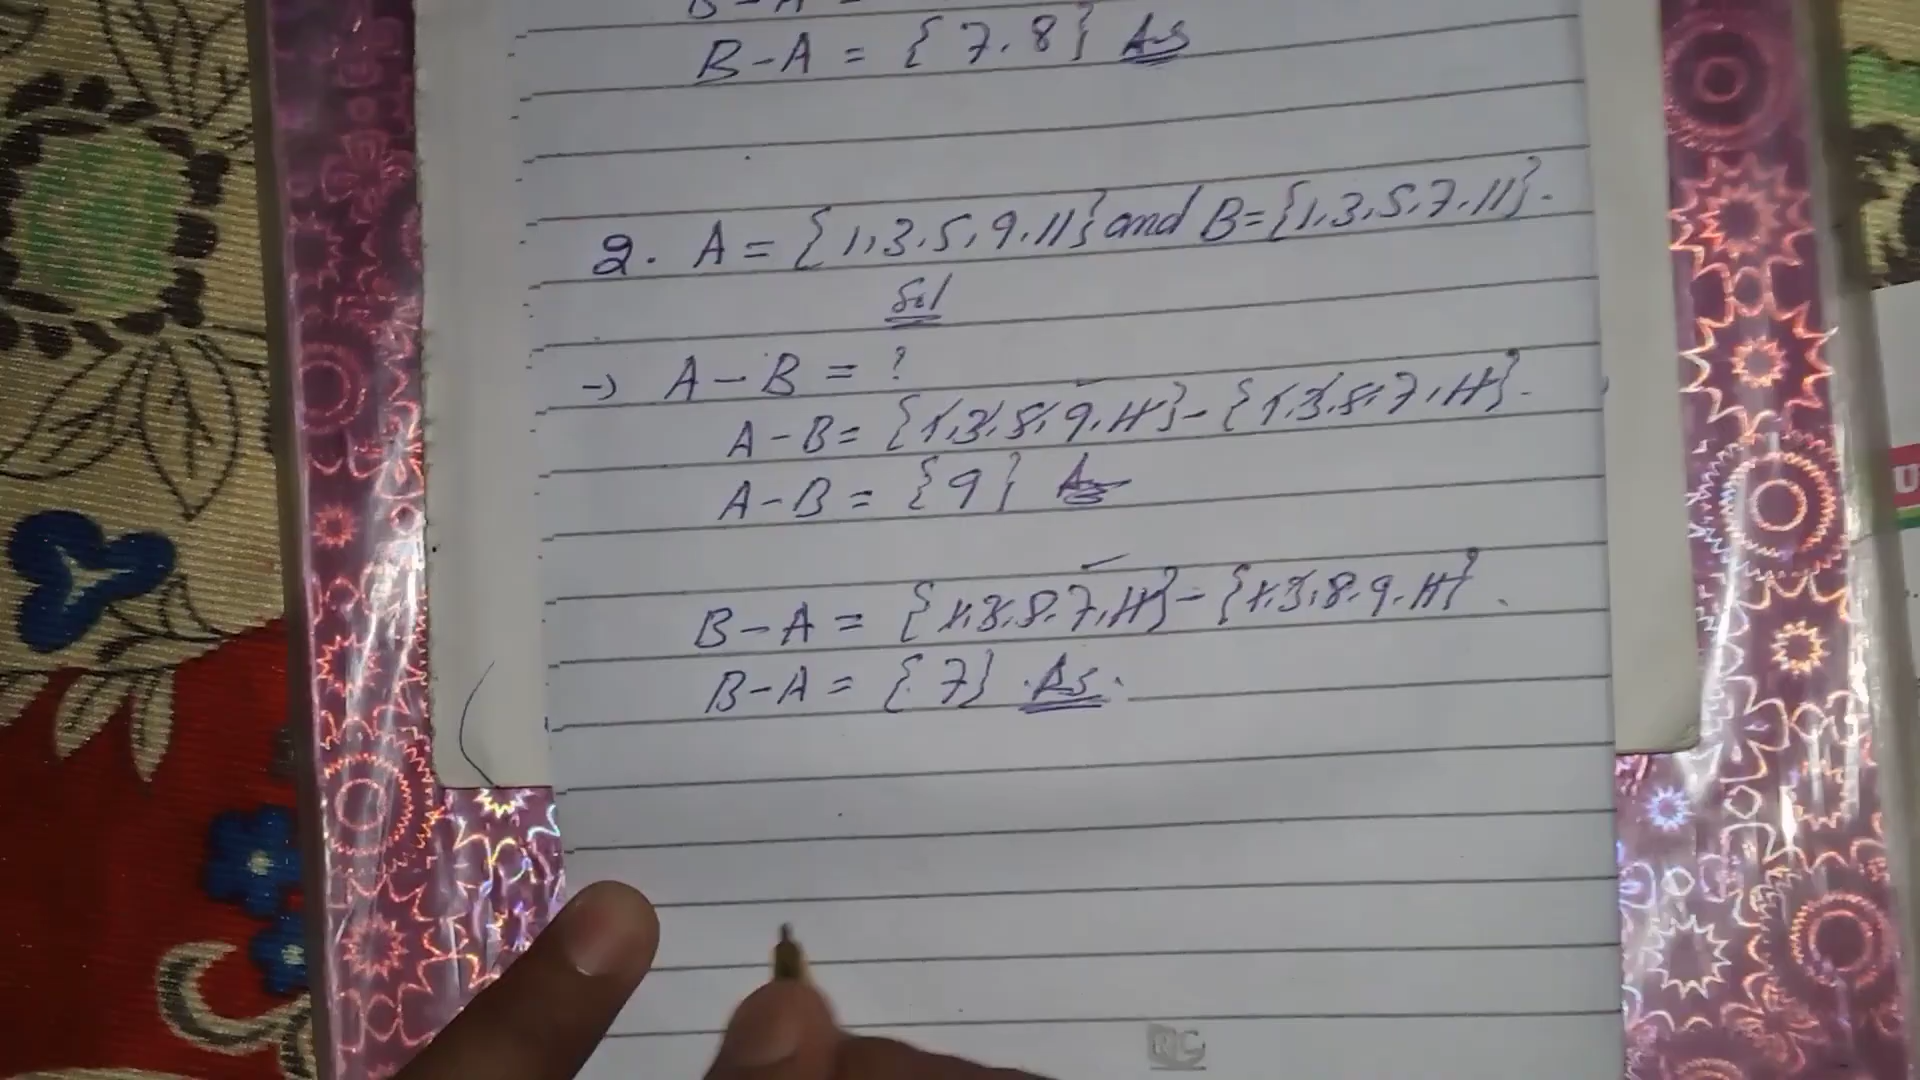 B-A =
B-A = {7.8} As
2. A = {1,3.5,9.11} and B={1.3.5.7.11}.
Sol
→ A-B = ?
A-B= {1.3.5.9.11}-{1.3.5.7.11}.
A-B = {9} As
B-A = {1.3.5.7.11}-{1.3.5.9.11}.
B-A = {7} As.
U
RC